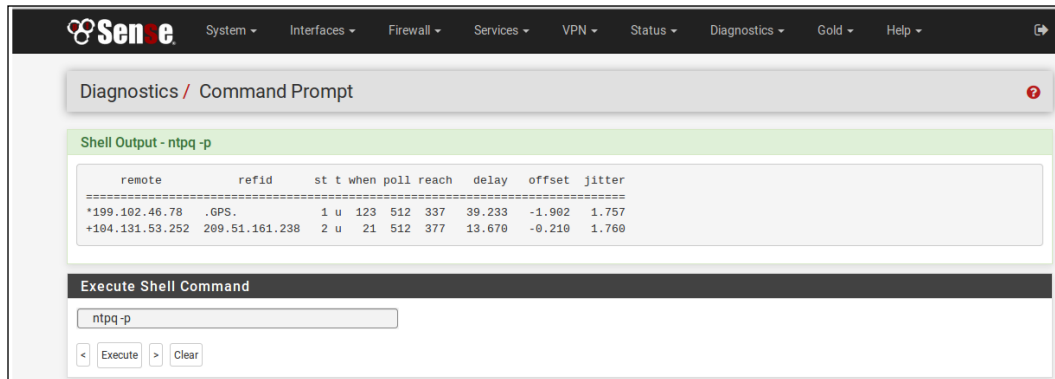 Sense.
System Interfaces Firewall Services VPN Status Diagnostics Gold Help
Diagnostics / Command Prompt
Shell Output - ntpq -p
remote refid st t when poll reach delay offset jitter
==============================================================================
*199.102.46.78 .GPS. 1 u 123 512 337 39.233 -1.902 1.757
+104.131.53.252 209.51.161.238 2 u 21 512 377 13.670 -0.210 1.760
Execute Shell Command
ntpq -p
< Execute > Clear